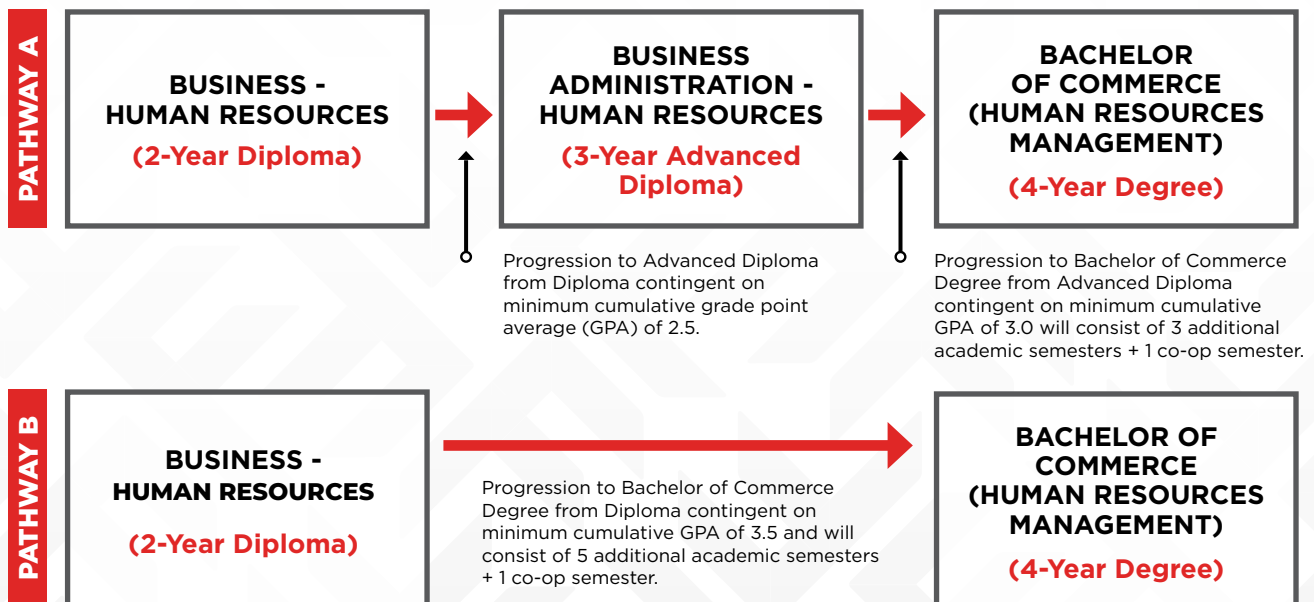 PATHWAY A
BUSINESS -
HUMAN RESOURCES
(2-Year Diploma)
BUSINESS
ADMINISTRATION -
HUMAN RESOURCES
(3-Year Advanced
Diploma)
BACHELOR
OF COMMERCE
(HUMAN RESOURCES
MANAGEMENT)
(4-Year Degree)
Progression to Advanced Diploma
from Diploma contingent on
minimum cumulative grade point
average (GPA) of 2.5.
Progression to Bachelor of Commerce
Degree from Advanced Diploma
contingent on minimum cumulative
GPA of 3.0 will consist of 3 additional
academic semesters + 1 co-op semester.
PATHWAY B
BUSINESS -
HUMAN RESOURCES
(2-Year Diploma)
Progression to Bachelor of Commerce
Degree from Diploma contingent on
minimum cumulative GPA of 3.5 and will
consist of 5 additional academic semesters
+ 1 co-op semester.
BACHELOR OF
COMMERCE
(HUMAN RESOURCES
MANAGEMENT)
(4-Year Degree)